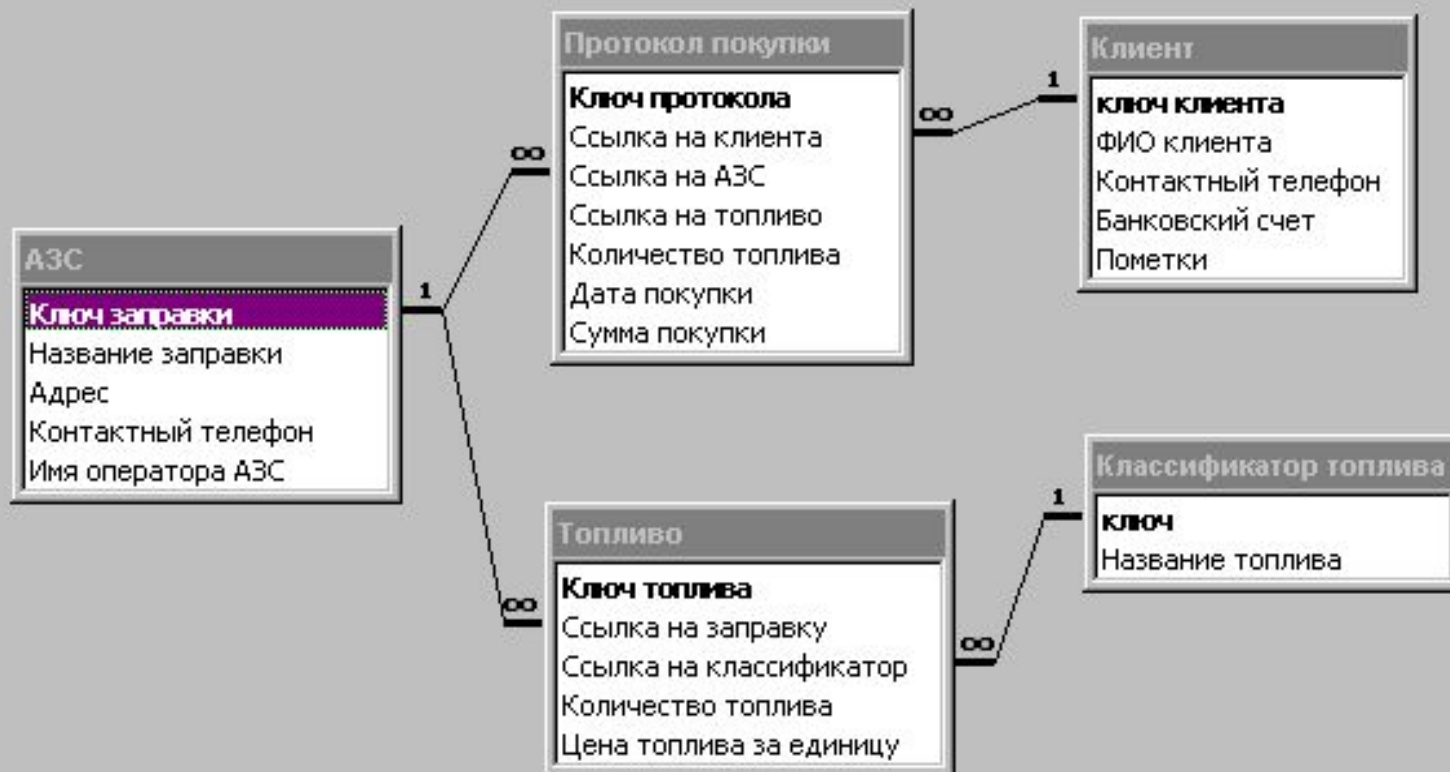 Протокол покупки
Ключ протокола
Ссылка на клиента
Ссылка на АЗС
Ссылка на топливо
Количество топлива
Дата покупки
Сумма покупки
Клиент
ключ клиента
ФИО клиента
Контактный телефон
Банковский счет
Пометки
1
∞
∞
АЗС
Ключ заправки
Название заправки
Адрес
Контактный телефон
Имя оператора АЗС
1
Классификатор топлива
ключ
Название топлива
1
Топливо
Ключ топлива
Ссылка на заправку
Ссылка на классификатор
Количество топлива
Цена топлива за единицу
∞
∞